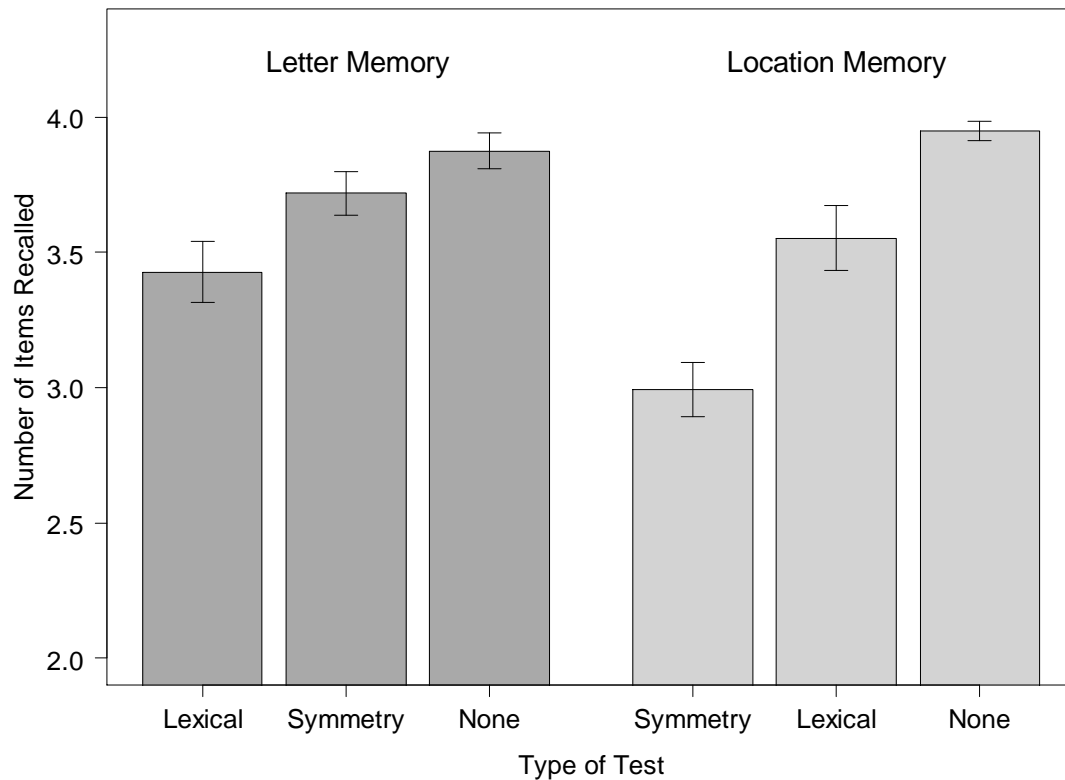 Letter Memory
Location Memory
Number of Items Recalled
4.0
3.5
3.0
2.5
2.0
Lexical
Symmetry
None
Symmetry
Lexical
None
Type of Test